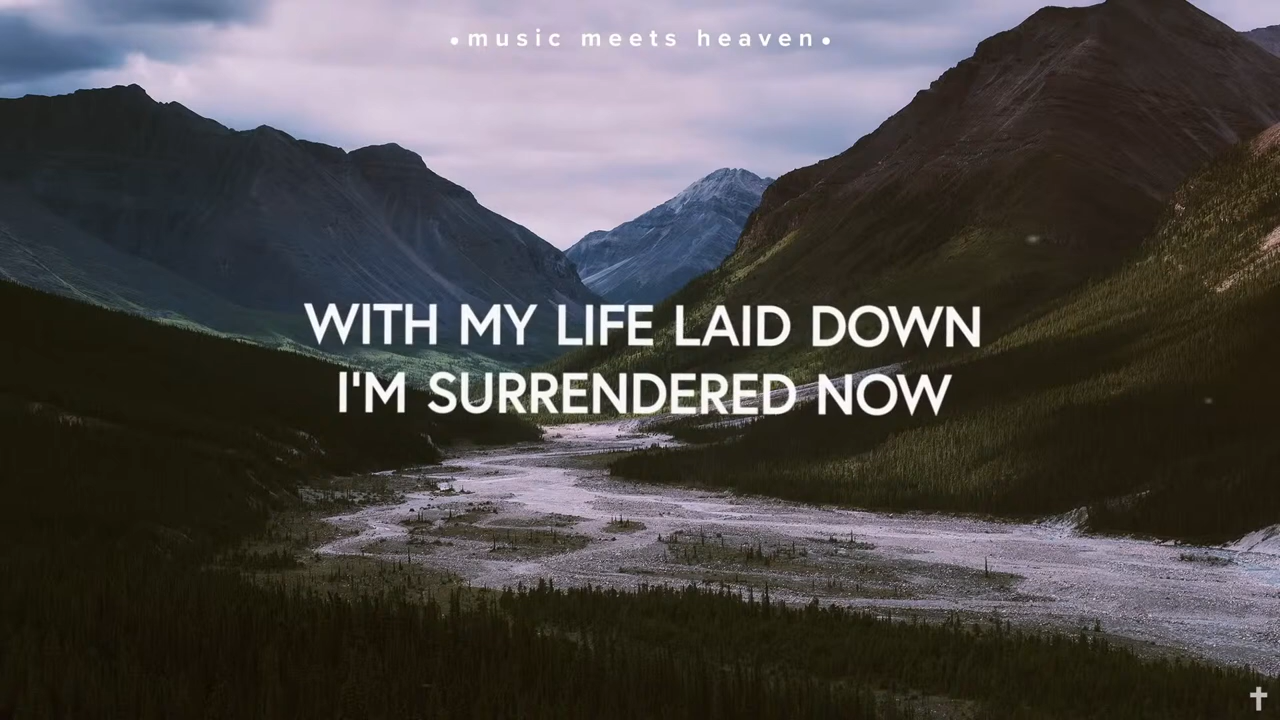 •music meets heaven•
WITH MY LIFE LAID DOWN
I'M SURRENDERED NOW